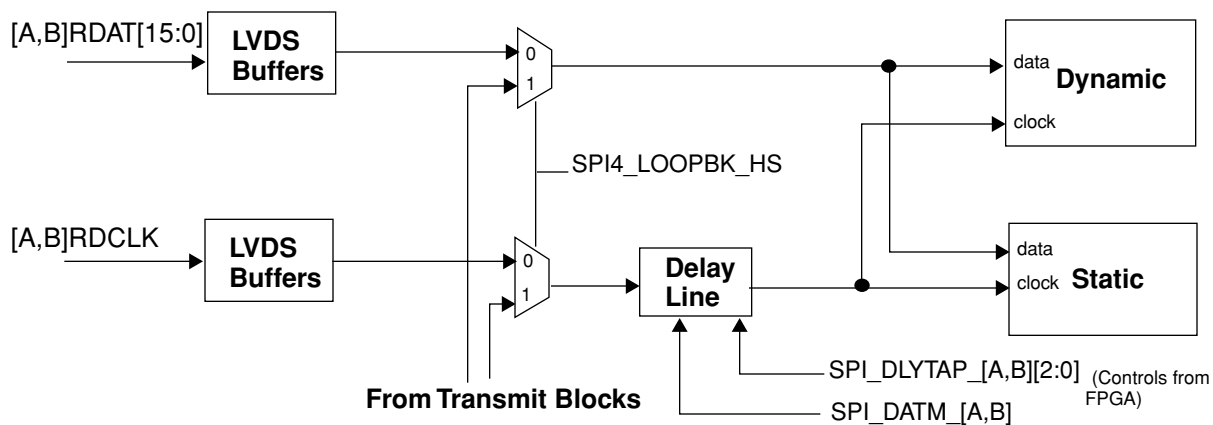 [A,B]RDAT[15:0]
LVDS
Buffers
0
1
data
Dynamic
clock
SPI4_LOOPBK_HS
[A,B]RDCLK
LVDS
Buffers
0
1
Delay
Line
data
clock
Static
From Transmit Blocks
SPI_DLYTAP_[A,B][2:0]
(Controls from
FPGA)
SPI_DATM_[A,B]